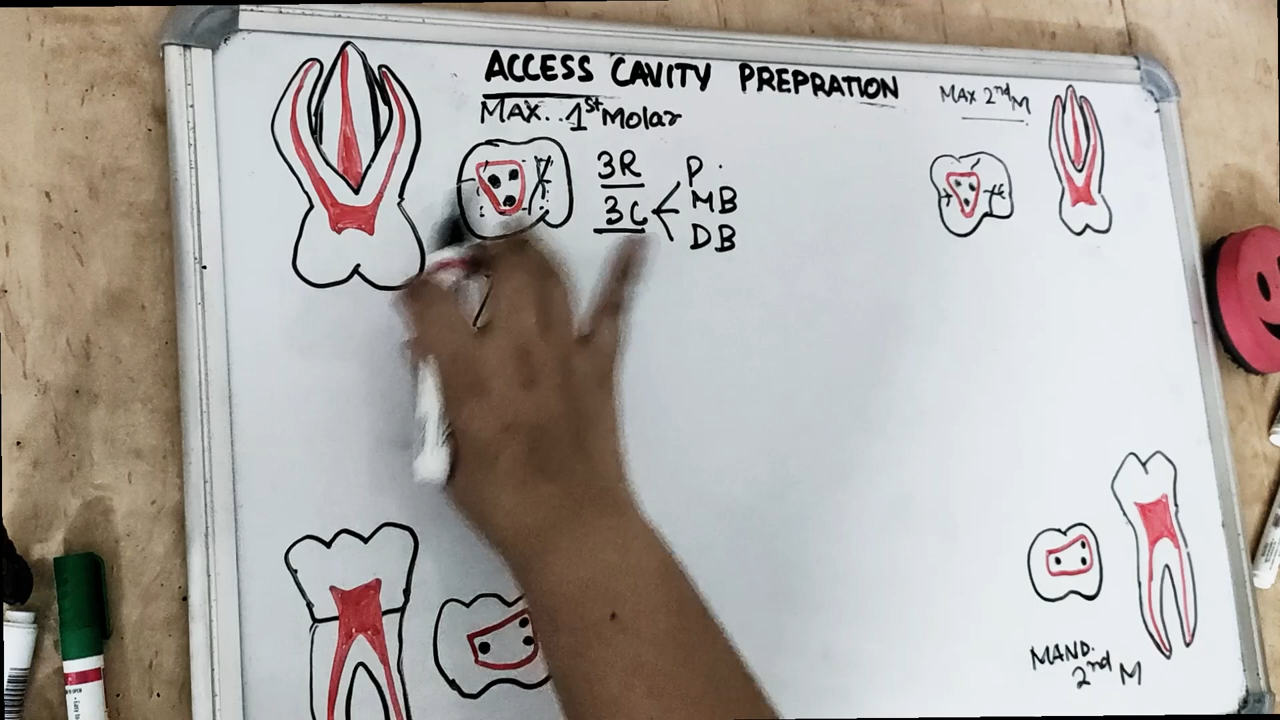 ACCESS CAVITY PREPRATION
MAX. 1st Molar
3R
3C
P.
MB
DB
MAX 2nd M
MAND.
2nd M